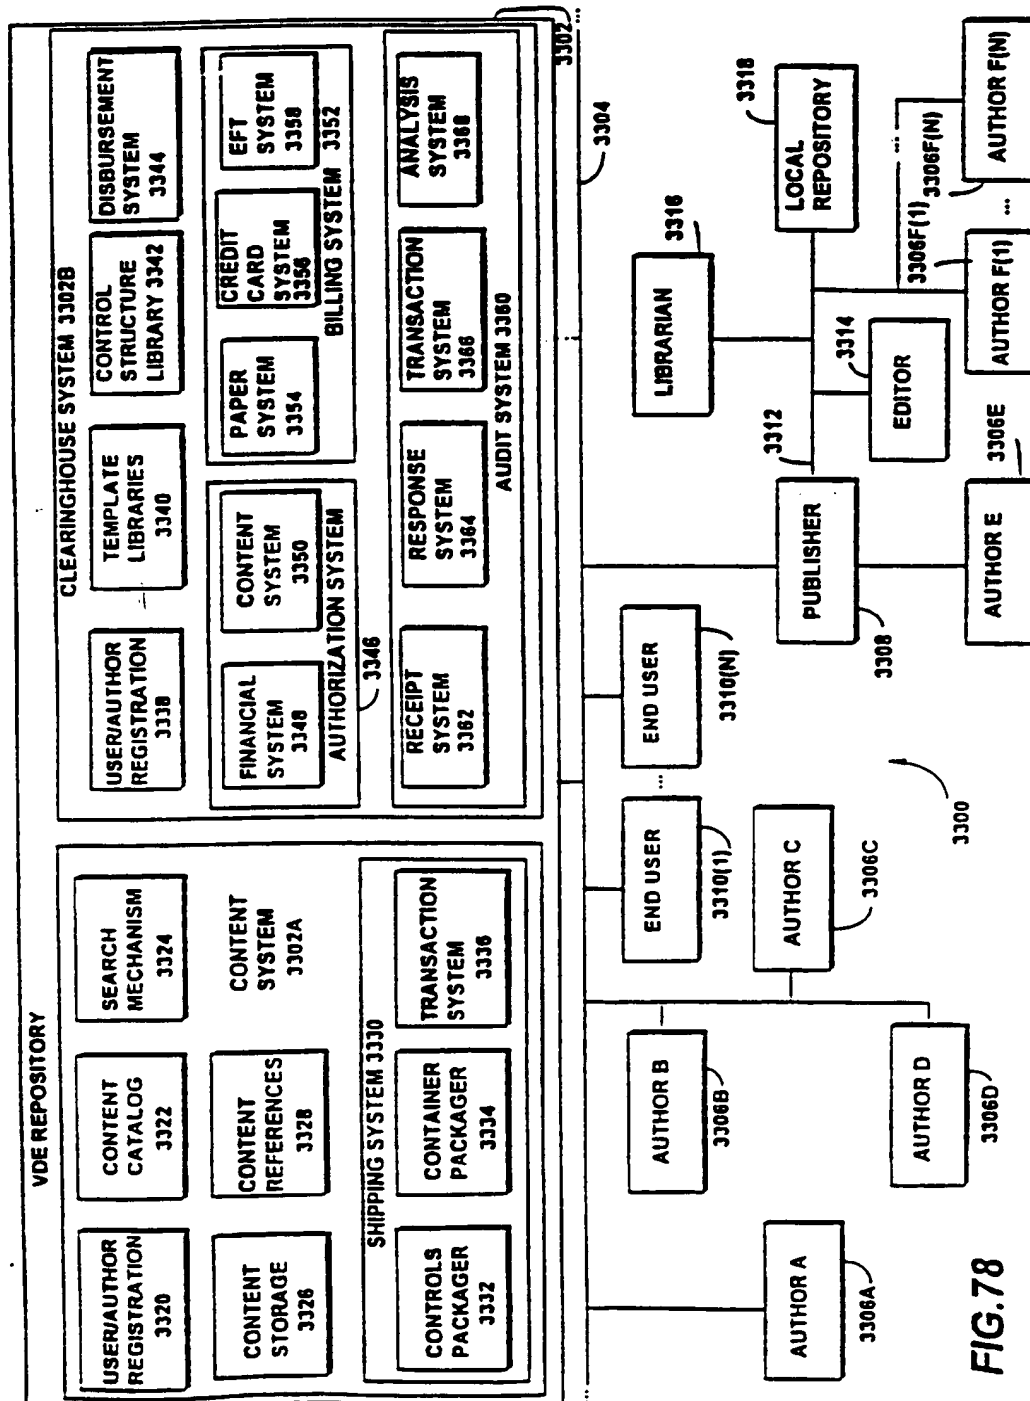 VDE REPOSITORY
USER/AUTHOR
REGISTRATION
3320
CONTENT
CATALOG
3322
SEARCH
MECHANISM
3324
CONTENT
STORAGE
3326
CONTENT
REFERENCES
3328
CONTENT
SYSTEM
3302A
SHIPPING SYSTEM 3330
CONTROLS
PACKAGER
3332
CONTAINER
PACKAGER
3334
TRANSACTION
SYSTEM
3336
CLEARINGHOUSE SYSTEM 3302B
USER/AUTHOR
REGISTRATION
3338
TEMPLATE
LIBRARIES
3340
CONTROL
STRUCTURE
LIBRARY 3342
DISBURSEMENT
SYSTEM
3344
FINANCIAL
SYSTEM
3348
CONTENT
SYSTEM
3350
AUTHORIZATION SYSTEM
3346
PAPER
SYSTEM
3354
CREDIT
CARD
SYSTEM
3356
EFT
SYSTEM
3358
BILLING SYSTEM
3352
RECEIPT
SYSTEM
3362
RESPONSE
SYSTEM
3364
TRANSACTION
SYSTEM
3366
ANALYSIS
SYSTEM
3368
AUDIT SYSTEM 3360
3302
...
...
3304
AUTHOR A
3306A
AUTHOR B
3306B
AUTHOR C
3306C
AUTHOR D
3306D
END USER
3310(1)
...
END USER
3310(N)
3300
PUBLISHER
3308
3312
AUTHOR E
3306E
EDITOR
3314
LIBRARIAN
3316
LOCAL
REPOSITORY
3318
AUTHOR F(1)
3306F(1)
...
...
AUTHOR F(N)
3306F(N)
FIG.78